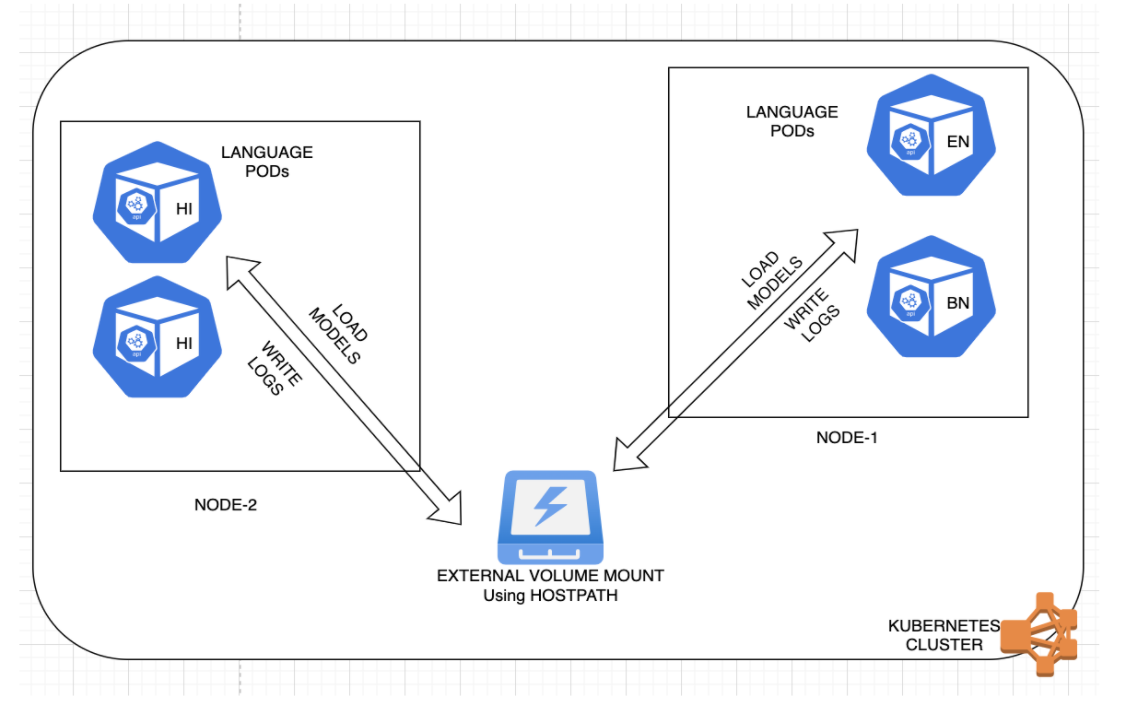 LANGUAGE
PODs
HI
HI
LOAD
MODELS
WRITE
LOGS
NODE-2
LANGUAGE
PODs
EN
BN
LOAD
MODELS
WRITE
LOGS
NODE-1
EXTERNAL VOLUME MOUNT
Using HOSTPATH
KUBERNETES
CLUSTER
api
api
api
api